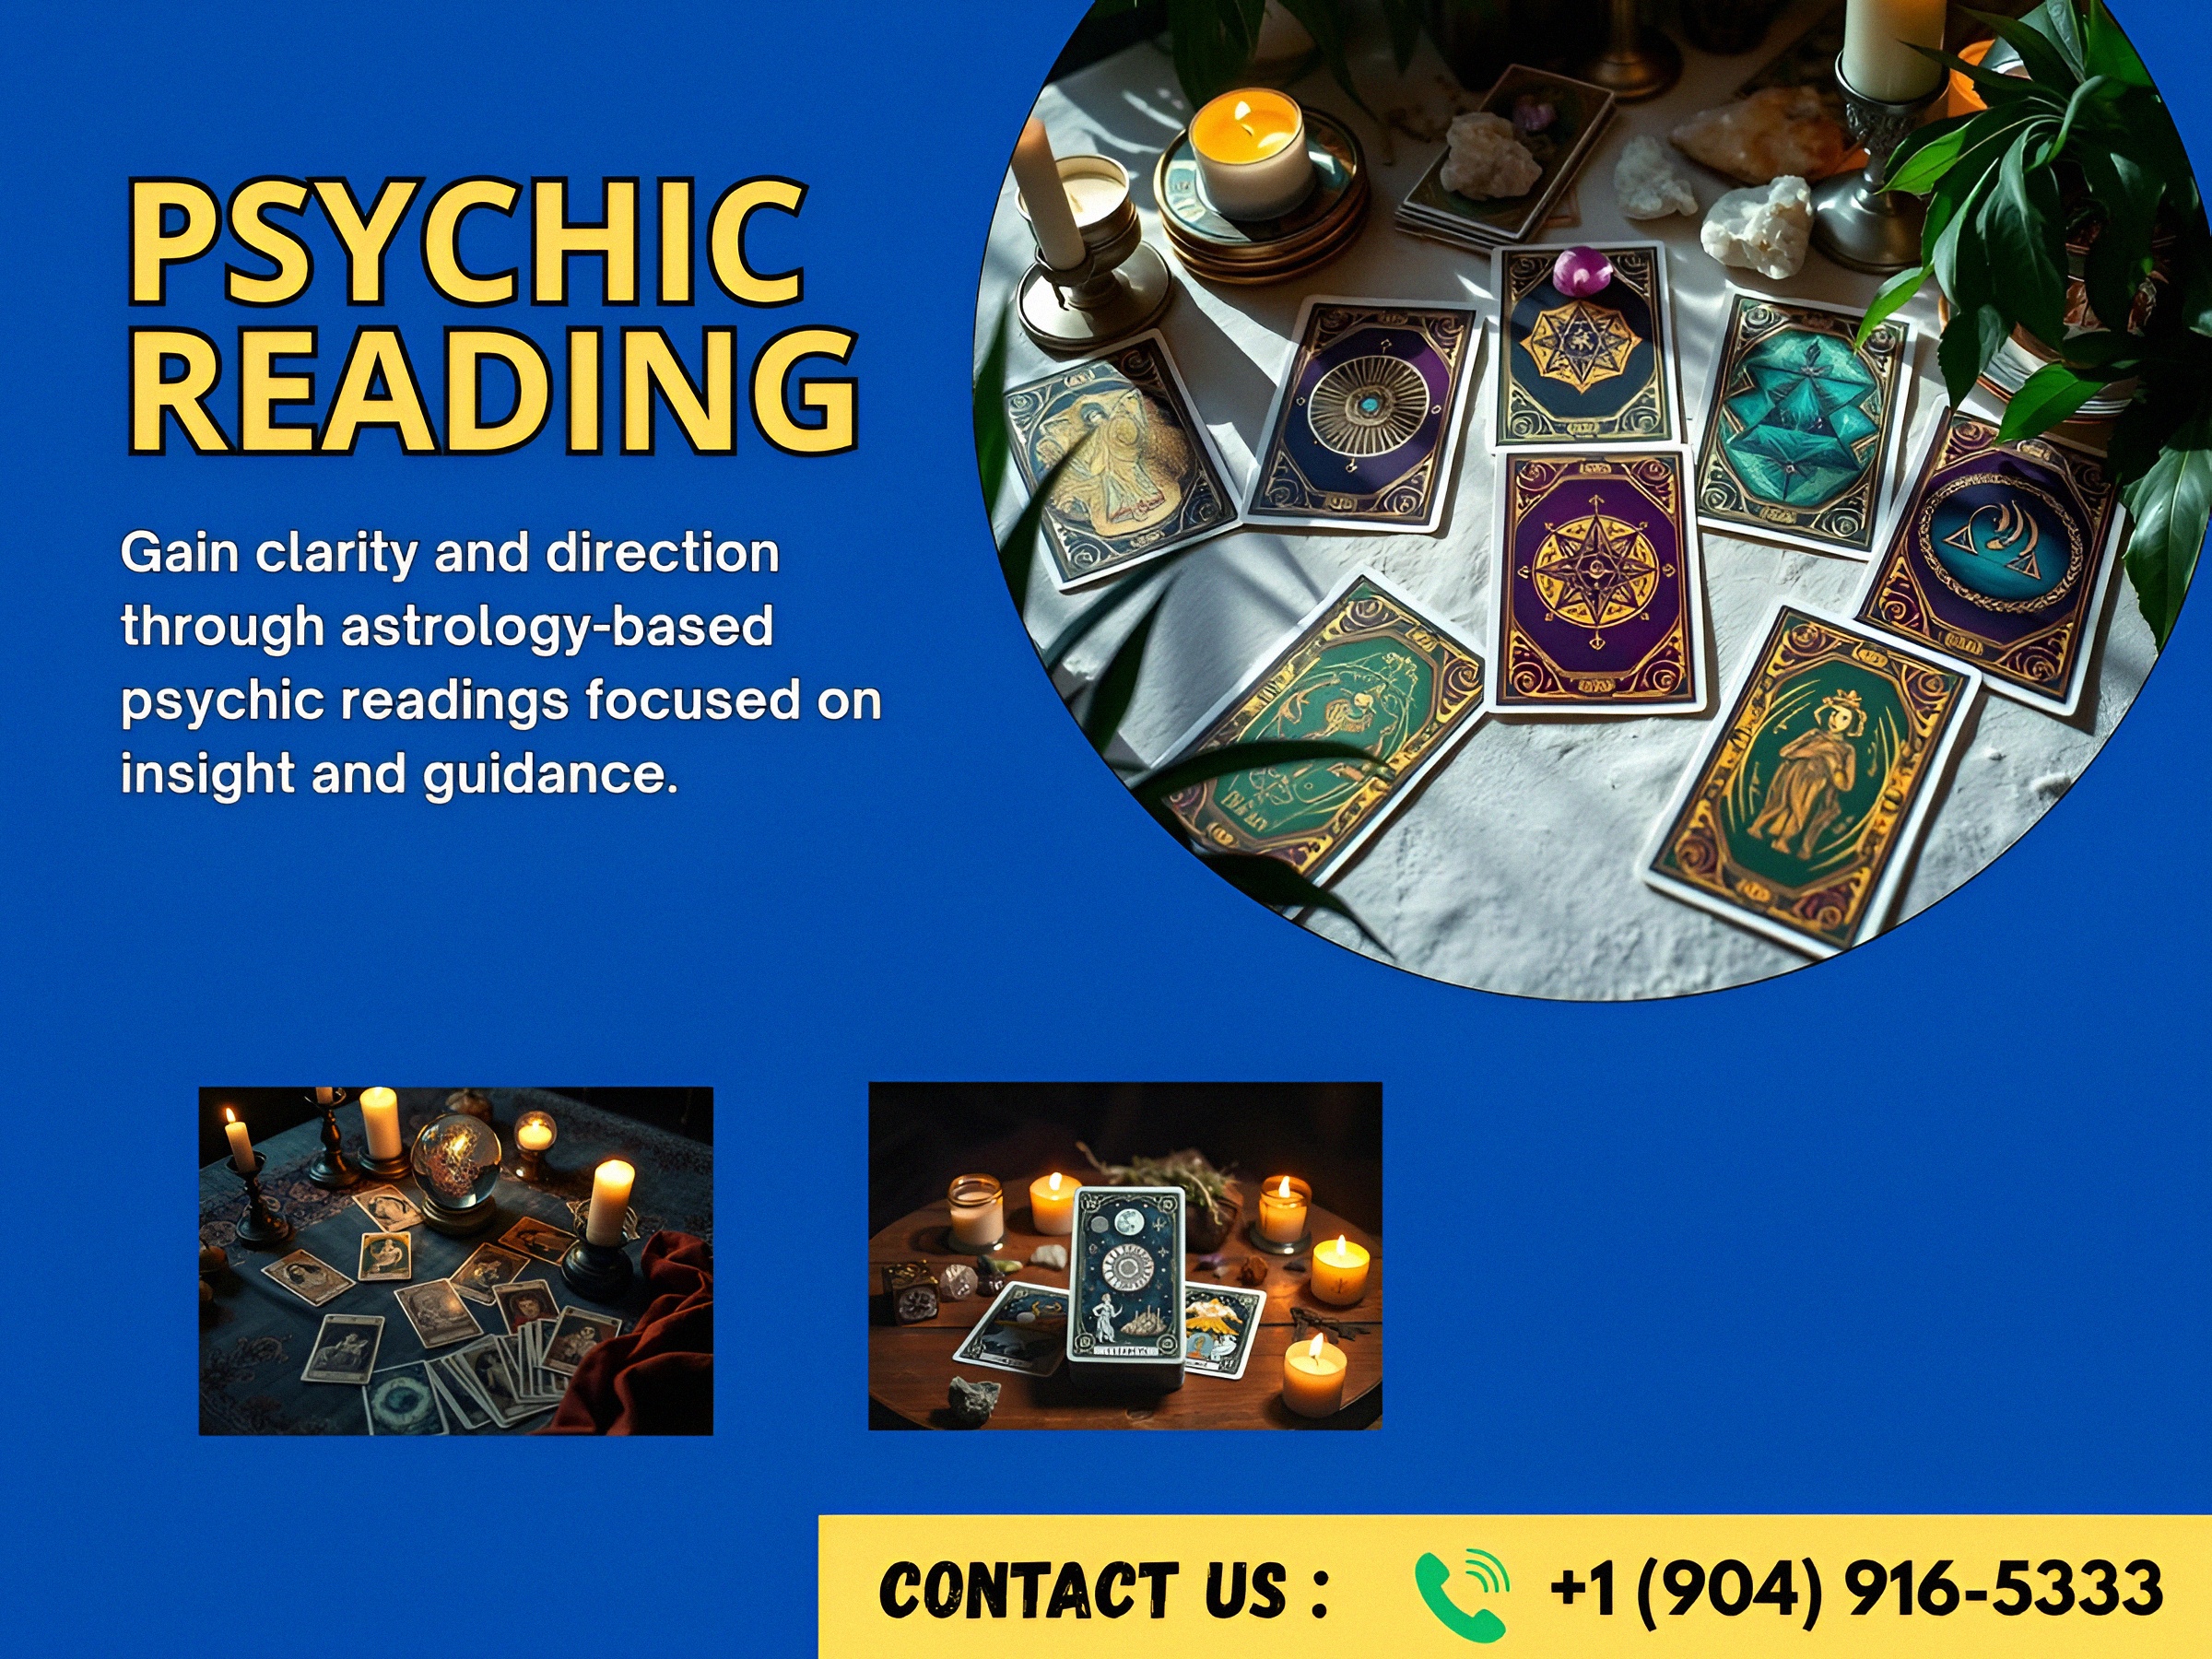 PSYCHIC
READING
Gain clarity and direction
through astrology-based
psychic readings focused on
insight and guidance.
CONTACT US : +1 (904) 916-5333